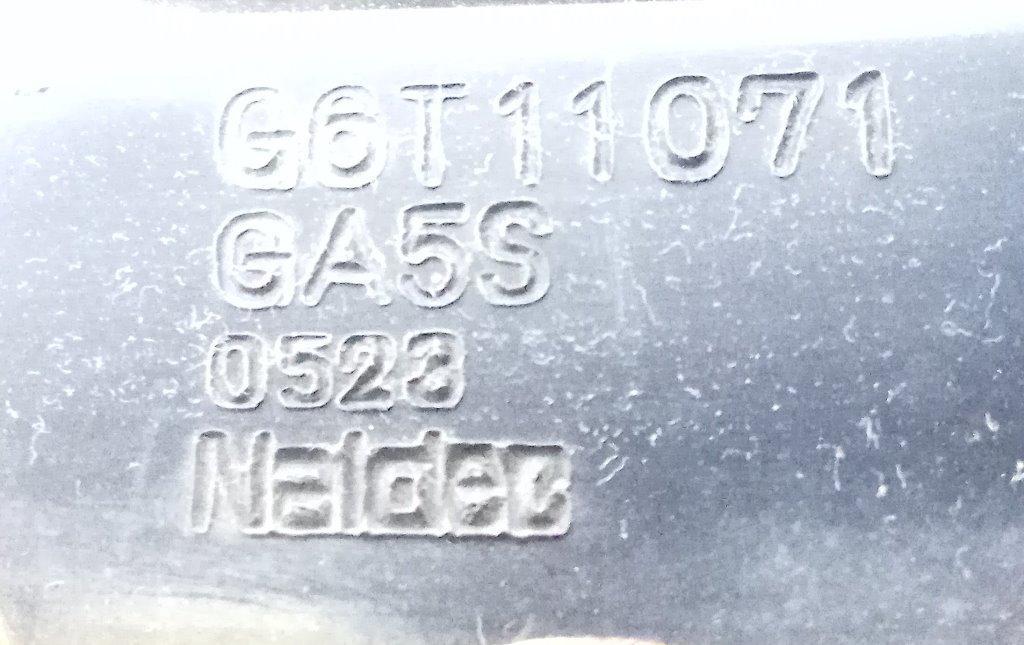 G6T11071
GA5S
0523
Naldec